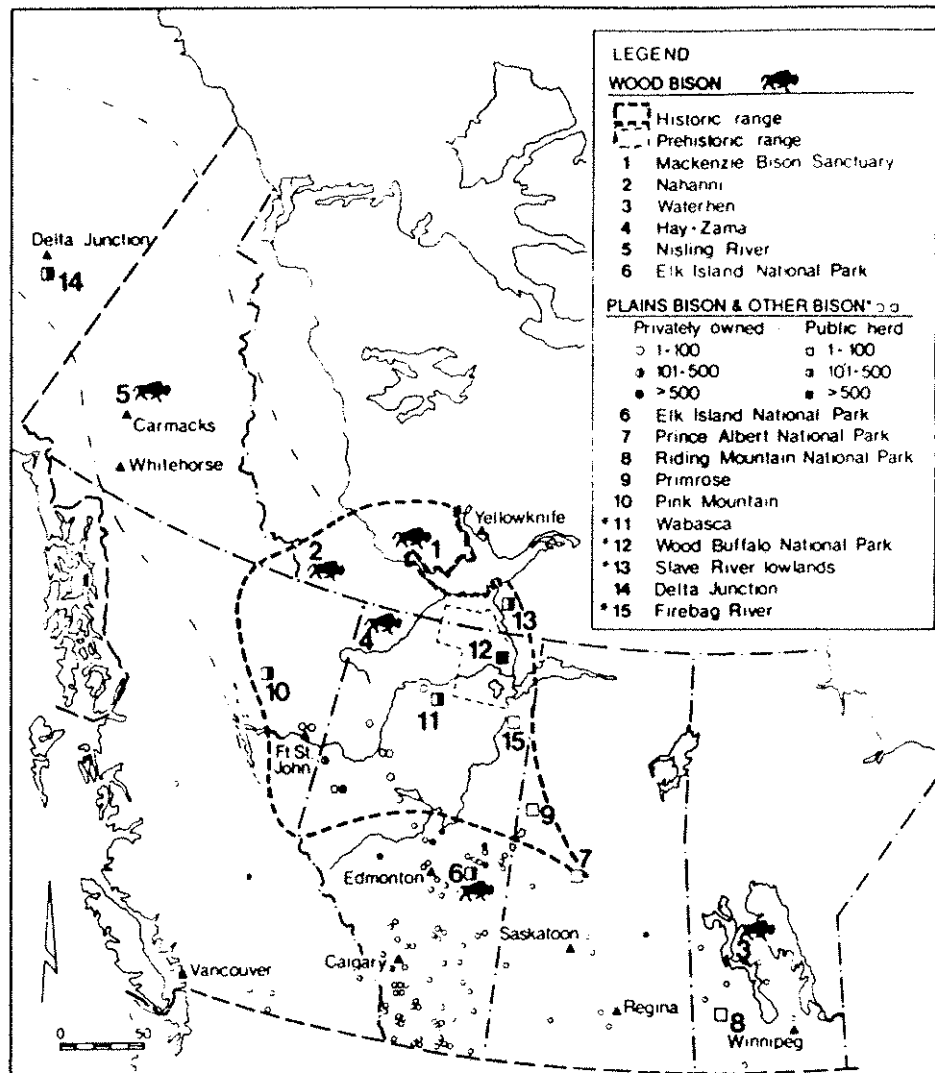 LEGEND
WOOD BISON
Historic range
Prehistoric range
1 Mackenzie Bison Sanctuary
2 Nahanni
3 Waterhen
4 Hay-Zama
5 Nisling River
6 Elk Island National Park
PLAINS BISON & OTHER BISON*
Privately owned Public herd
1-100 1-100
101-500 101-500
>500 >500
6 Elk Island National Park
7 Prince Albert National Park
8 Riding Mountain National Park
9 Primrose
10 Pink Mountain
*11 Wabasca
*12 Wood Buffalo National Park
*13 Slave River lowlands
14 Delta Junction
*15 Firebag River
Delta Junction
14
5
Carmacks
Whitehorse
Yellowknife
1
2
13
4
12
10
11
15
Ft St.
John
9
7
Edmonton
6
Saskatoon
3
Calgary
Vancouver
Regina
8
Winnipeg
0 50